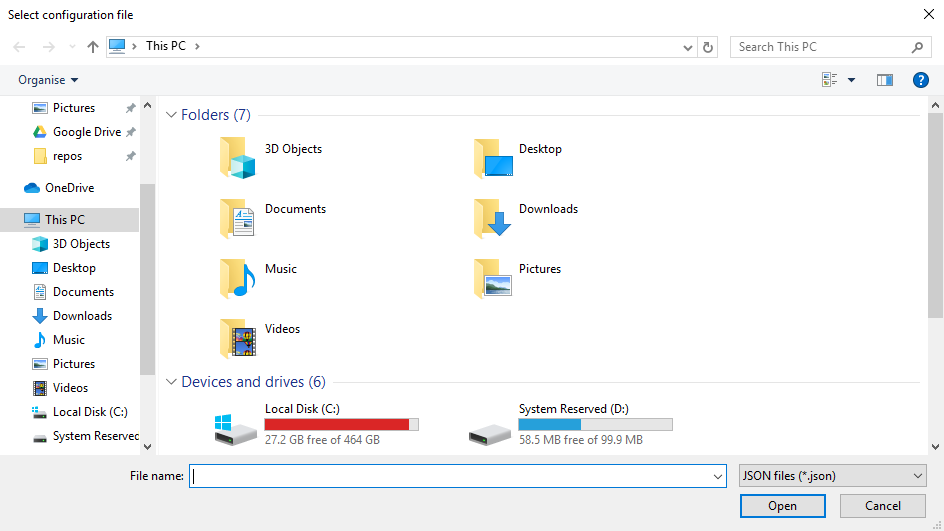 Select configuration file
This PC
Search This PC
Organise
?
Pictures
Google Drive
repos
OneDrive
This PC
3D Objects
Desktop
Documents
Downloads
Music
Pictures
Videos
Local Disk (C:)
System Reserved
Folders (7)
3D Objects
Desktop
Documents
Downloads
Music
Pictures
Videos
Devices and drives (6)
Local Disk (C:)
27.2 GB free of 464 GB
System Reserved (D:)
58.5 MB free of 99.9 MB
File name:
JSON files (*.json)
Open
Cancel